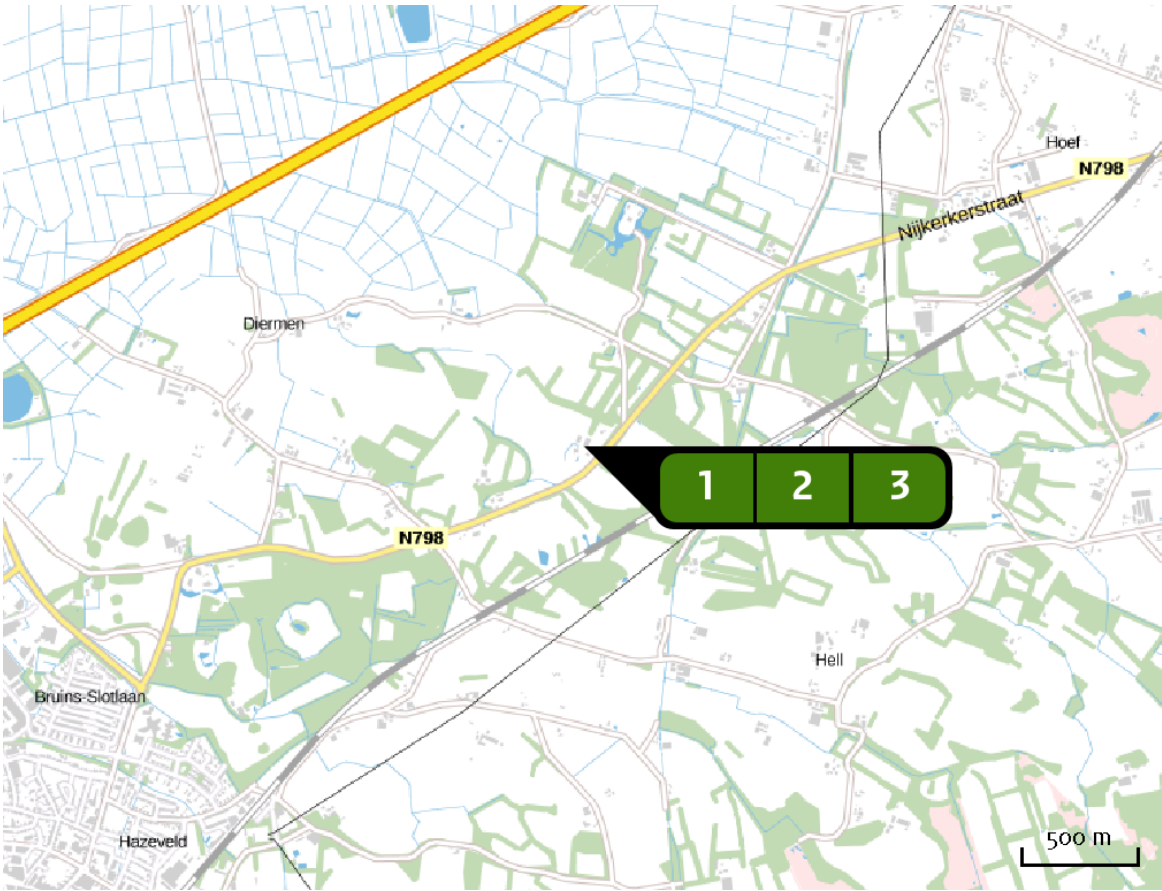 Hoef
N798
Nijkerkerstraat
Diermen
1 2 3
N798
Hell
Bruins-Slotlaan
500 m
Hazeveld